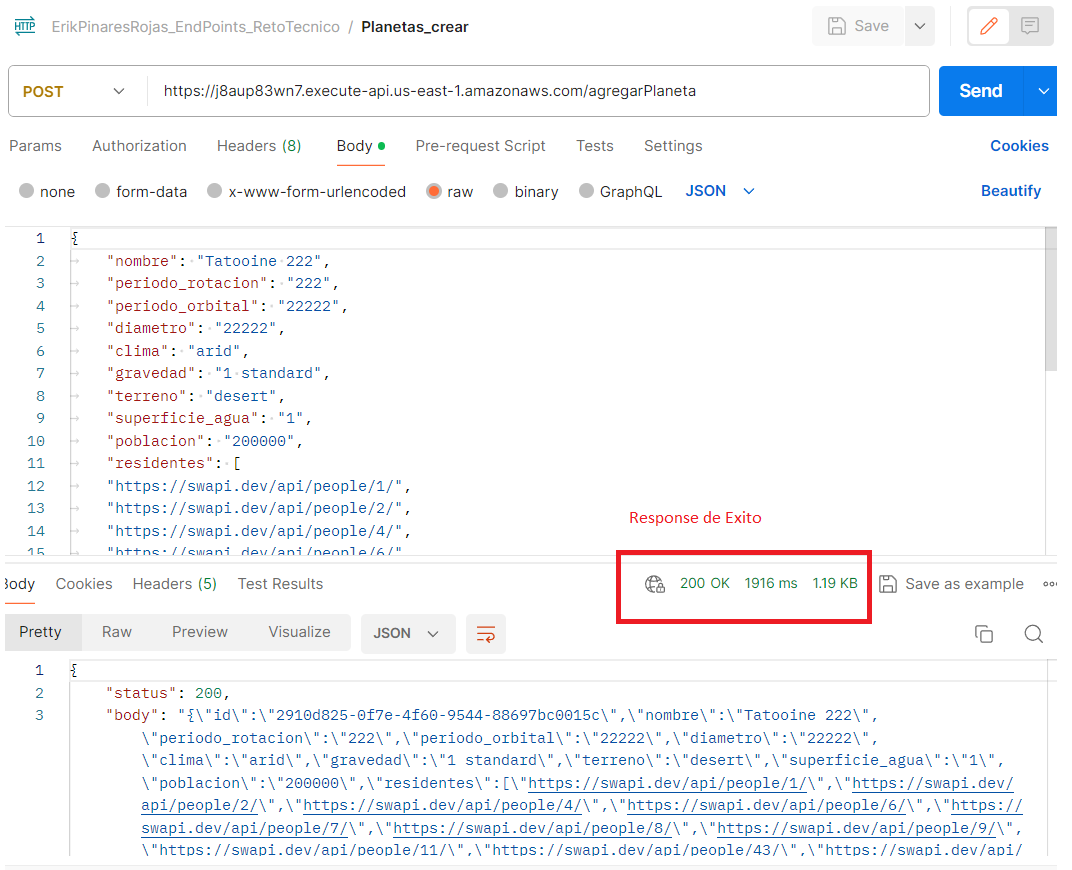 HTTP ErikPinaresRojas_EndPoints_RetoTecnico / Planetas_crear Save
POST https://j8aup83wn7.execute-api.us-east-1.amazonaws.com/agregarPlaneta Send
Params Authorization Headers (8) Body Pre-request Script Tests Settings Cookies
none form-data x-www-form-urlencoded raw binary GraphQL JSON Beautify
1 {
2 "nombre": "Tatooine 222",
3 "periodo_rotacion": "222",
4 "periodo_orbital": "22222",
5 "diametro": "22222",
6 "clima": "arid",
7 "gravedad": "1 standard",
8 "terreno": "desert",
9 "superficie_agua": "1",
10 "poblacion": "200000",
11 "residentes": [
12 "https://swapi.dev/api/people/1/",
13 "https://swapi.dev/api/people/2/",
14 "https://swapi.dev/api/people/4/",
15 "https://swapi.dev/api/people/6/"
Response de Exito
Body Cookies Headers (5) Test Results 200 OK 1916 ms 1.19 KB Save as example
Pretty Raw Preview Visualize JSON
1 {
2 "status": 200,
3 "body": "{\"id\":\"2910d825-0f7e-4f60-9544-88697bc0015c\",\"nombre\":\"Tatooine 222\",
\"periodo_rotacion\":\"222\",\"periodo_orbital\":\"22222\",\"diametro\":\"22222\",
\"clima\":\"arid\",\"gravedad\":\"1 standard\",\"terreno\":\"desert\",\"superficie_agua\":\"1\",
\"poblacion\":\"200000\",\"residentes\":[\"https://swapi.dev/api/people/1/\",\"https://swapi.dev/
api/people/2/\",\"https://swapi.dev/api/people/4/\",\"https://swapi.dev/api/people/6/\",\"https://
swapi.dev/api/people/7/\",\"https://swapi.dev/api/people/8/\",\"https://swapi.dev/api/people/9/\",
\"https://swapi.dev/api/people/11/\",\"https://swapi.dev/api/people/43/\",\"https://swapi.dev/api/